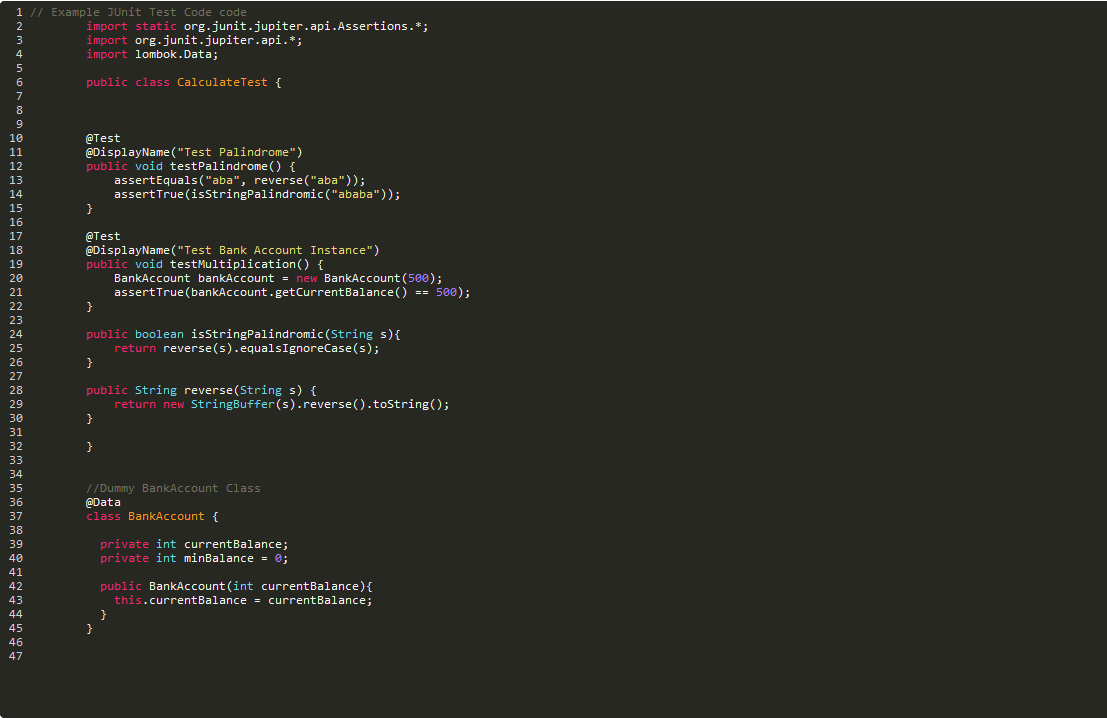 1 // Example JUnit Test Code code
2 import static org.junit.jupiter.api.Assertions.*;
3 import org.junit.jupiter.api.*;
4 import lombok.Data;
5
6 public class CalculateTest {
7
8
9
10 @Test
11 @DisplayName("Test Palindrome")
12 public void testPalindrome() {
13 assertEquals("aba", reverse("aba"));
14 assertTrue(isStringPalindromic("ababa"));
15 }
16
17 @Test
18 @DisplayName("Test Bank Account Instance")
19 public void testMultiplication() {
20 BankAccount bankAccount = new BankAccount(500);
21 assertTrue(bankAccount.getCurrentBalance() == 500);
22 }
23
24 public boolean isStringPalindromic(String s){
25 return reverse(s).equalsIgnoreCase(s);
26 }
27
28 public String reverse(String s) {
29 return new StringBuffer(s).reverse().toString();
30 }
31
32 }
33
34
35 //Dummy BankAccount Class
36 @Data
37 class BankAccount {
38
39 private int currentBalance;
40 private int minBalance = 0;
41
42 public BankAccount(int currentBalance){
43 this.currentBalance = currentBalance;
44 }
45 }
46
47